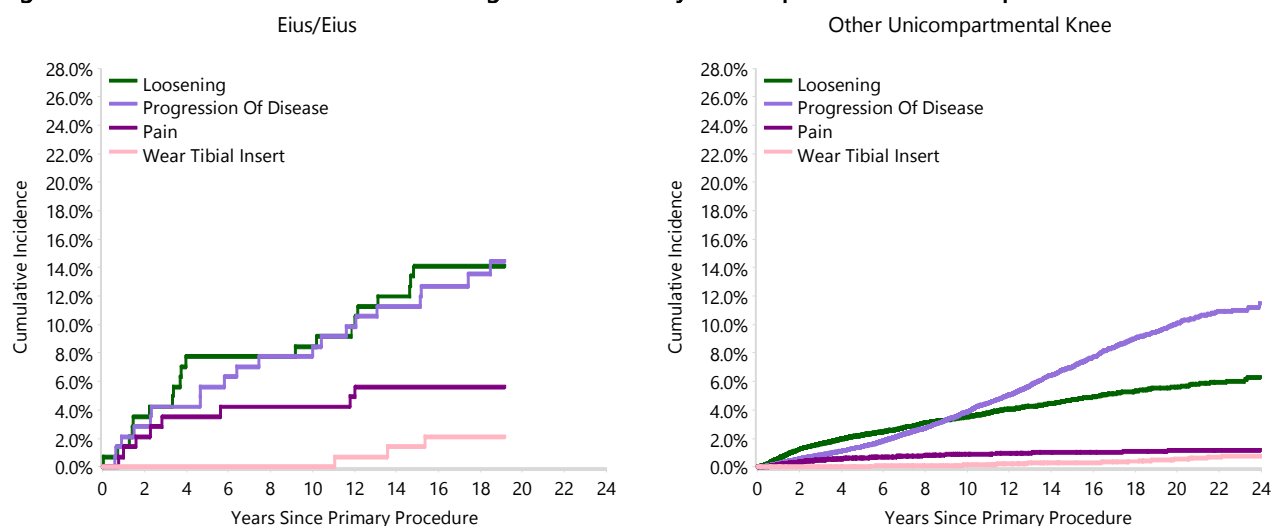 Eius/Eius
28.0%
26.0%
24.0%
22.0%
20.0%
18.0%
16.0%
14.0%
12.0%
10.0%
8.0%
6.0%
4.0%
2.0%
0.0%
Cumulative Incidence
Loosening
Progression Of Disease
Pain
Wear Tibial Insert
0 2 4 6 8 10 12 14 16 18 20 22 24
Years Since Primary Procedure
Other Unicompartmental Knee
28.0%
26.0%
24.0%
22.0%
20.0%
18.0%
16.0%
14.0%
12.0%
10.0%
8.0%
6.0%
4.0%
2.0%
0.0%
Cumulative Incidence
Loosening
Progression Of Disease
Pain
Wear Tibial Insert
0 2 4 6 8 10 12 14 16 18 20 22 24
Years Since Primary Procedure